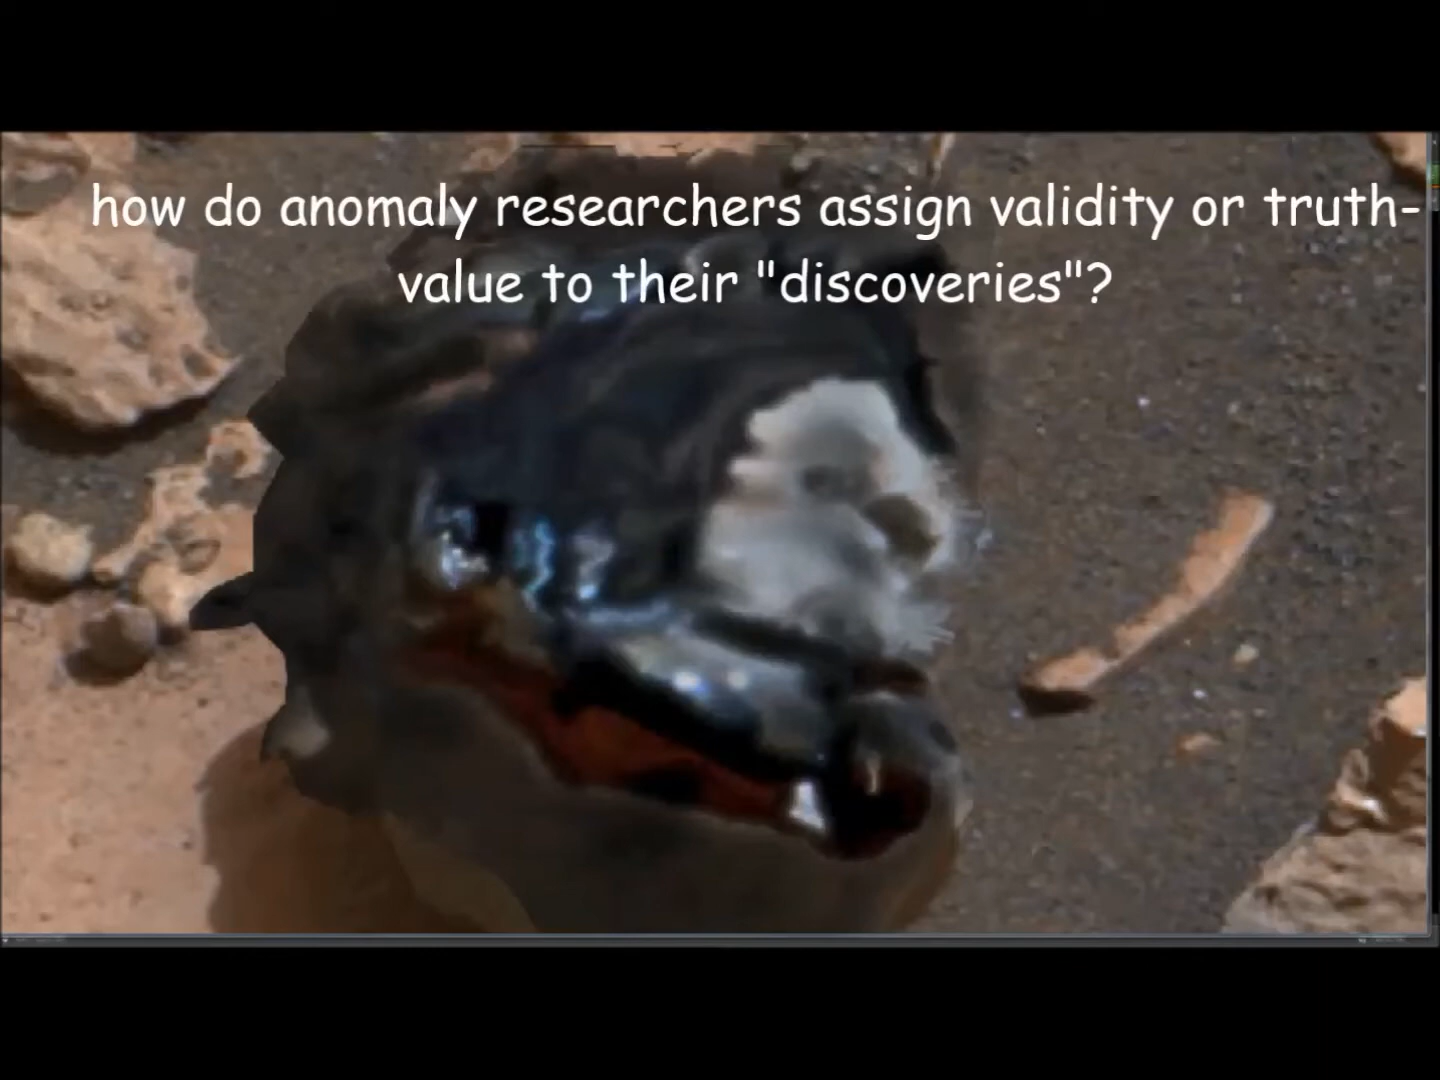 how do anomaly researchers assign validity or truth-
value to their "discoveries"?